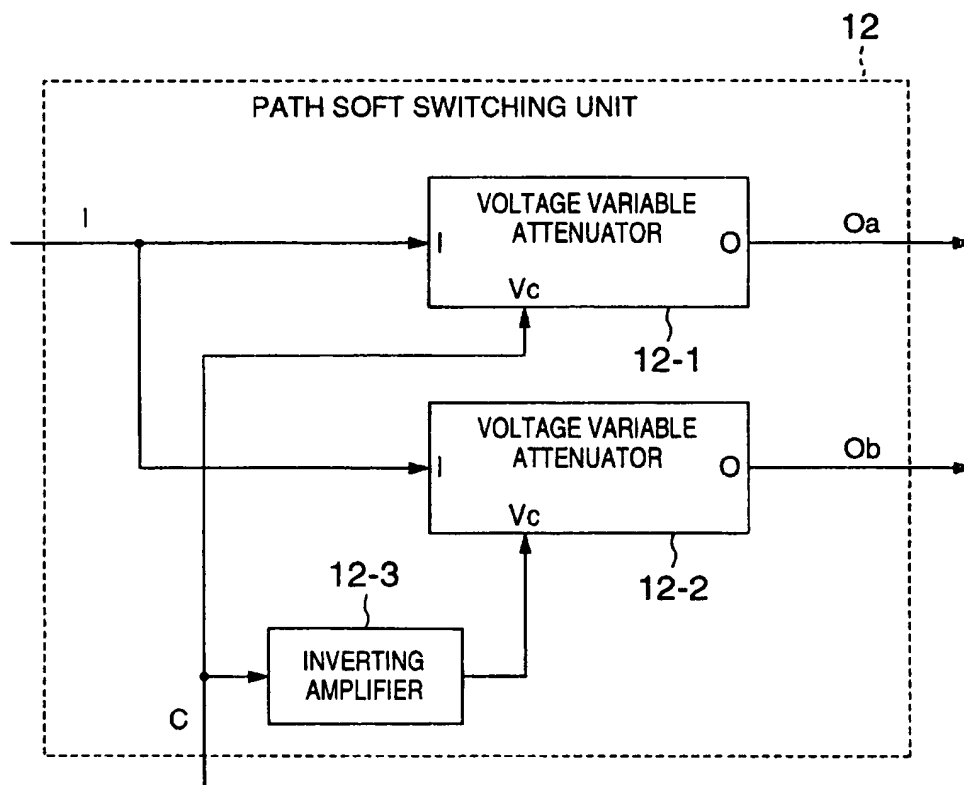 12
PATH SOFT SWITCHING UNIT
I
VOLTAGE VARIABLE
ATTENUATOR
I
O
Oa
Vc
12-1
VOLTAGE VARIABLE
ATTENUATOR
I
O
Ob
Vc
12-2
12-3
INVERTING
AMPLIFIER
C